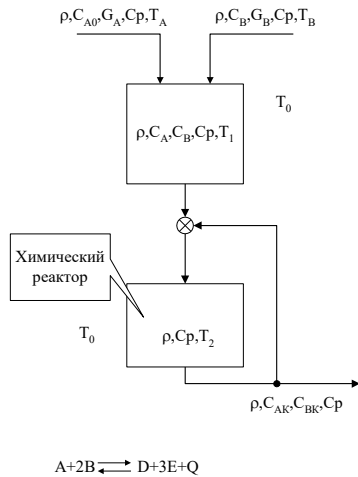 ρ,C_A0,G_A,Cp,T_A
ρ,C_B,G_B,Cp,T_B
T_0
ρ,C_A,C_B,Cp,T_1
Химический
реактор
T_0
ρ,Cp,T_2
ρ,C_AK,C_BK,Cp
A+2B ⇄ D+3E+Q